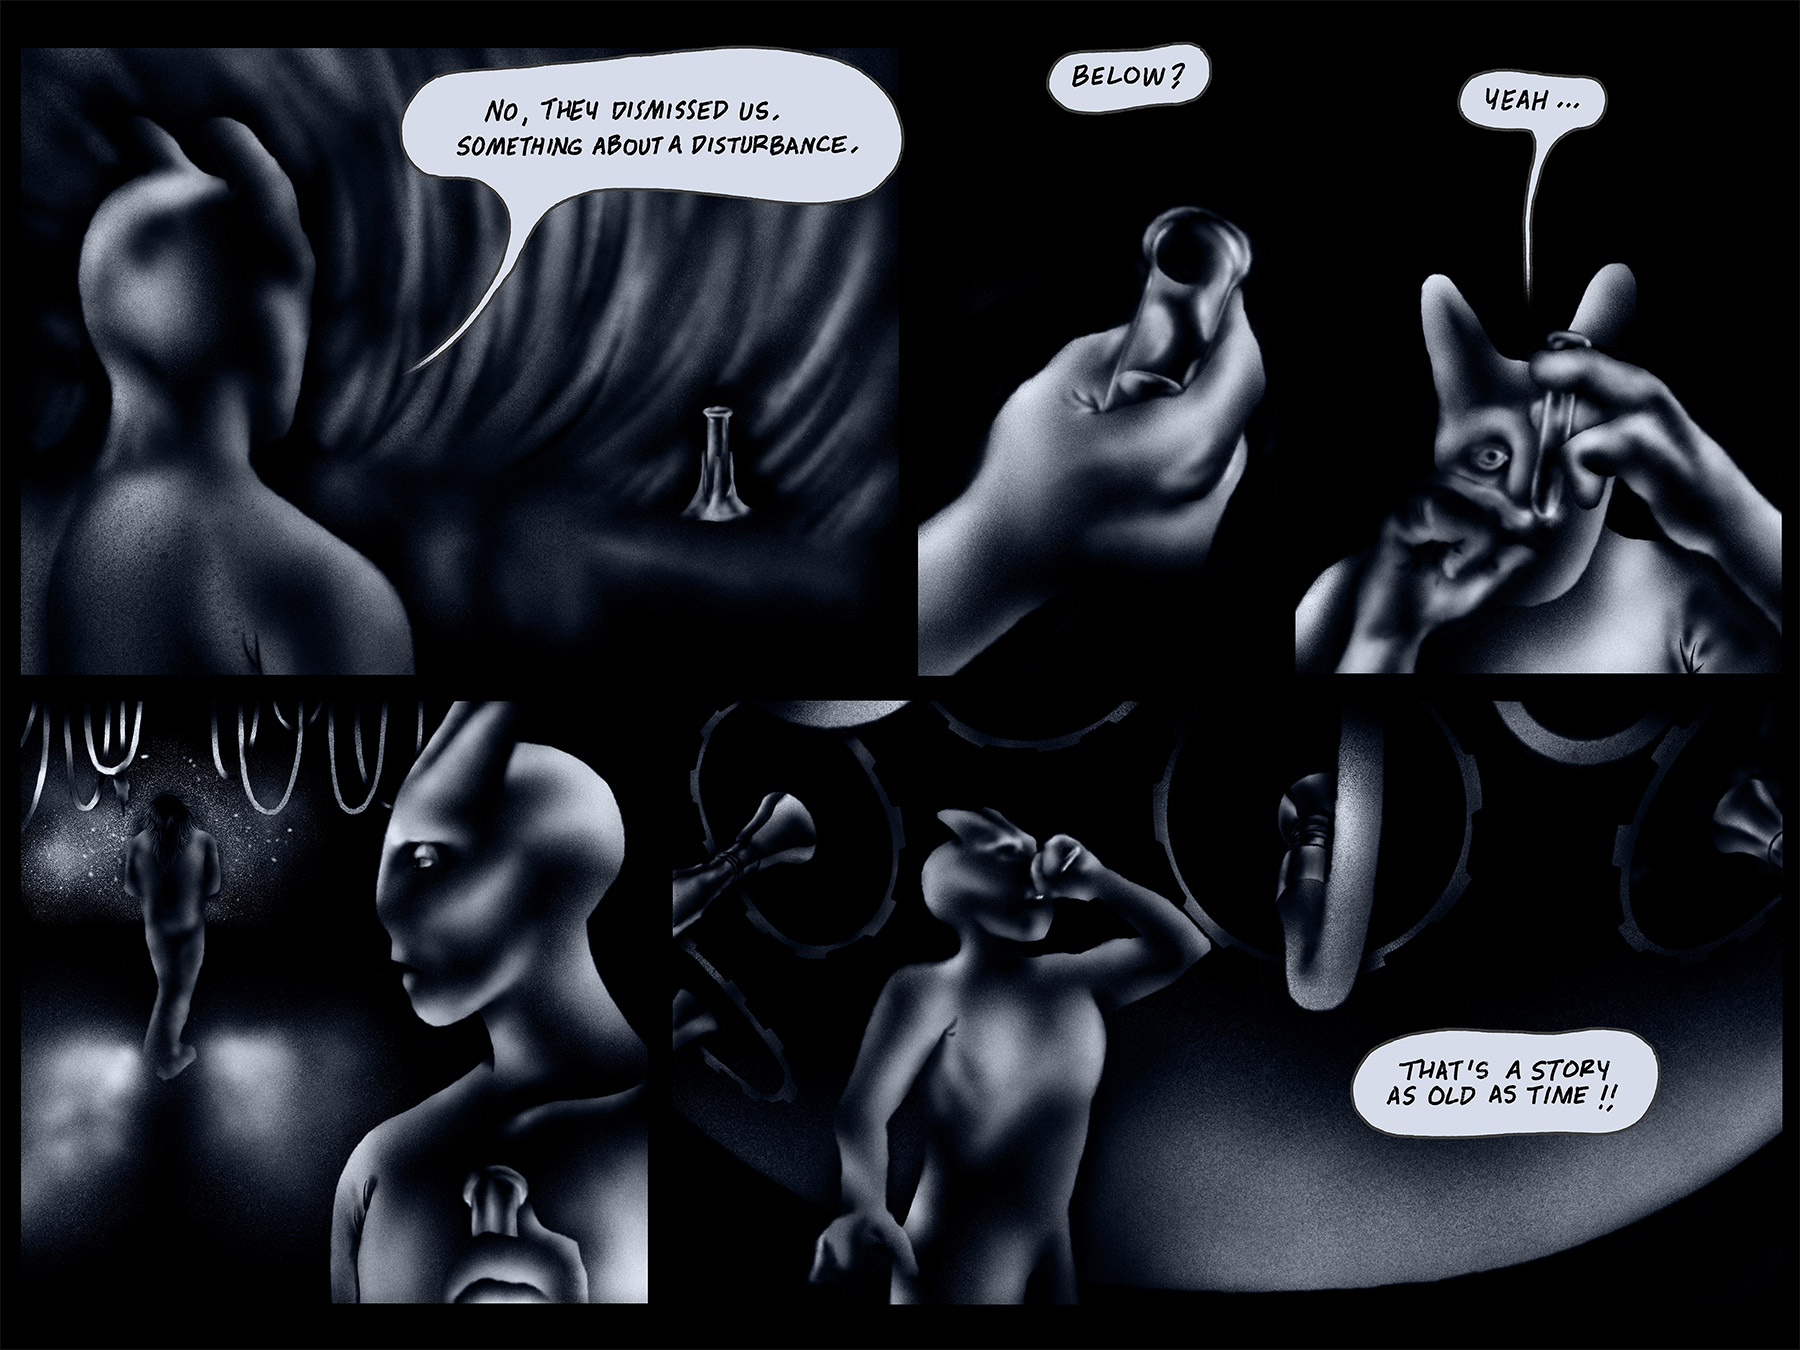 NO, THEY DISMISSED US.
SOMETHING ABOUT A DISTURBANCE.
BELOW?
YEAH...
THAT'S A STORY
AS OLD AS TIME!!